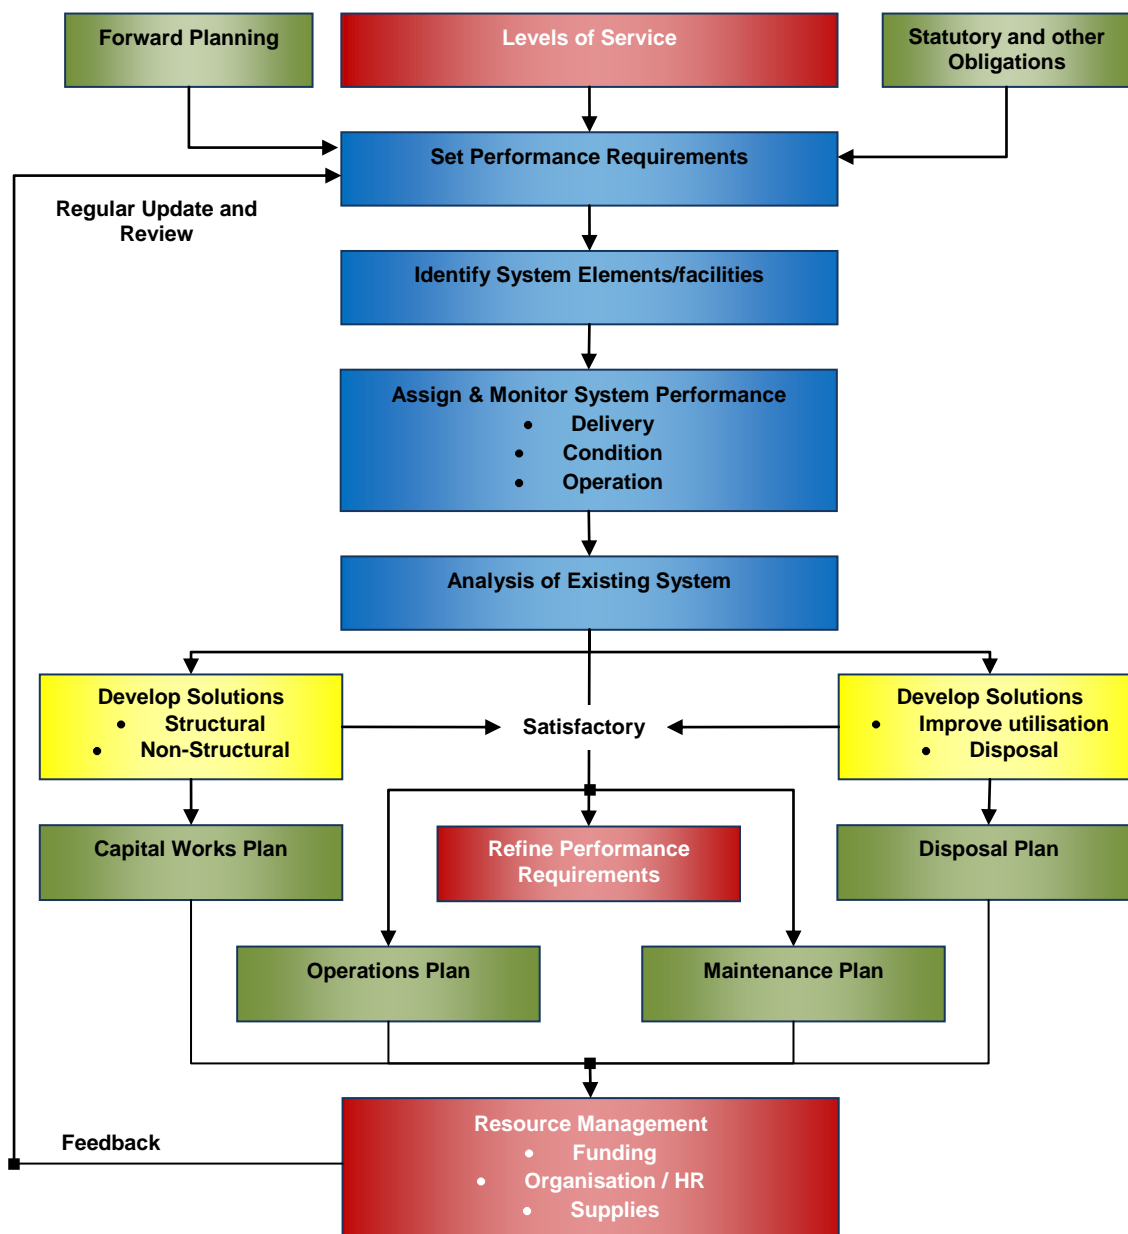 Forward Planning
Levels of Service
Statutory and other
Obligations
Set Performance Requirements
Regular Update and
Review
Identify System Elements/facilities
Assign & Monitor System Performance
• Delivery
• Condition
• Operation
Analysis of Existing System
Develop Solutions
• Structural
• Non-Structural
Satisfactory
Develop Solutions
• Improve utilisation
• Disposal
Capital Works Plan
Refine Performance
Requirements
Disposal Plan
Operations Plan
Maintenance Plan
Feedback
Resource Management
• Funding
• Organisation / HR
• Supplies